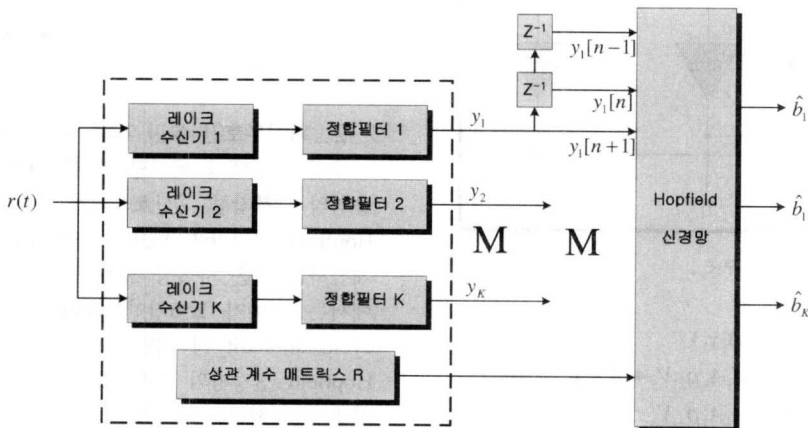 Z⁻¹
y₁[n−1]
Z⁻¹
y₁[n]
레이크
수신기 1
정합필터 1
y₁
y₁[n+1]
b̂₁
r(t)
레이크
수신기 2
정합필터 2
y₂
Hopfield
신경망
b̂₁
M
M
레이크
수신기 K
정합필터 K
y_K
b̂_K
상관 계수 매트릭스 R